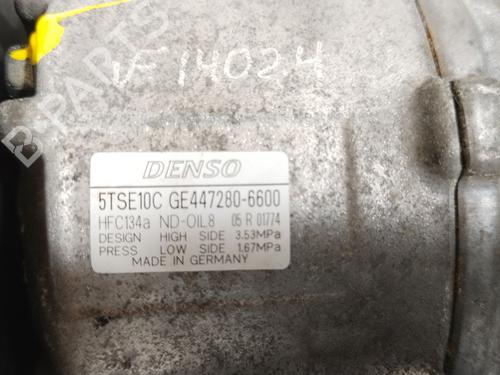 B-PARTS
VF 14024
DENSO
5TSE10C GE447280-6600
HFC134a ND-OIL8 05 R 01774
DESIGN HIGH SIDE 3.53MPa
PRESS LOW SIDE 1.67MPa
MADE IN GERMANY